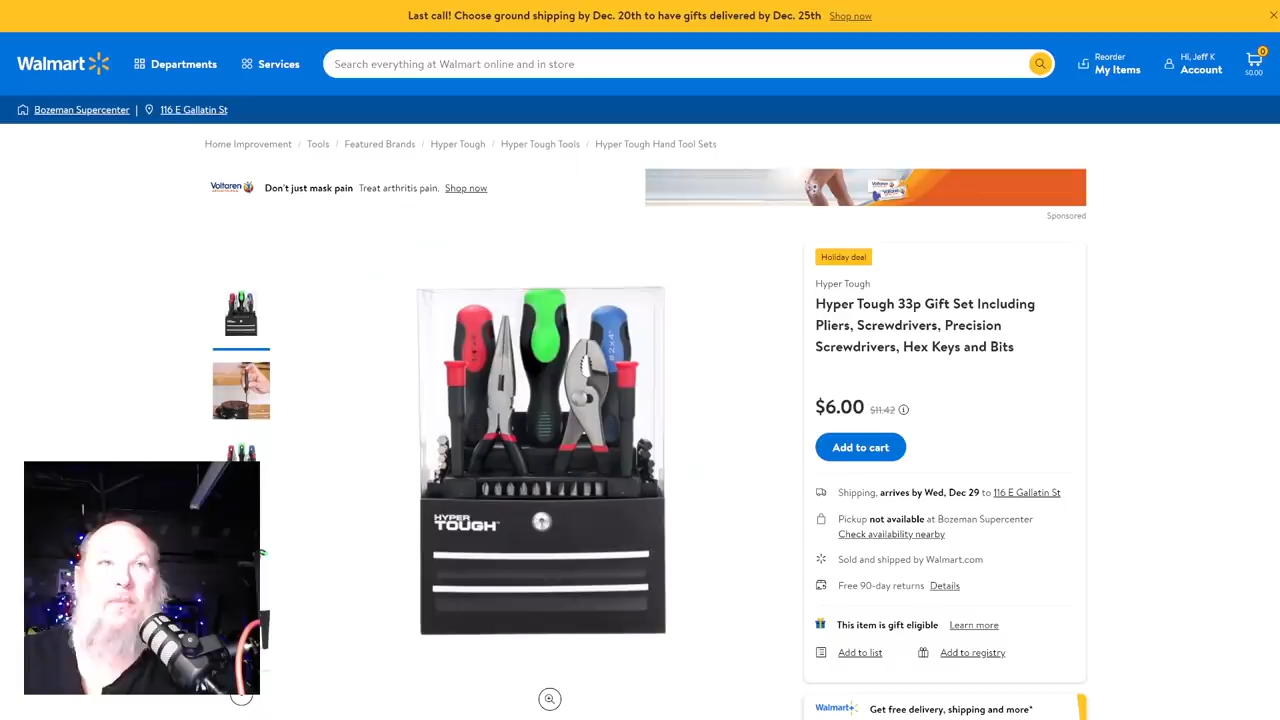 Last call! Choose ground shipping by Dec. 20th to have gifts delivered by Dec. 25th Shop now
Walmart Departments Services Search everything at Walmart online and in store Reorder My Items Hi, Jeff K Account 0 $0.00
Bozeman Supercenter | 116 E Gallatin St
Home Improvement / Tools / Featured Brands / Hyper Tough / Hyper Tough Tools / Hyper Tough Hand Tool Sets
Voltaren Don't just mask pain Treat arthritis pain. Shop now
Voltaren
Sponsored
Holiday deal
Hyper Tough
Hyper Tough 33p Gift Set Including
Pliers, Screwdrivers, Precision
Screwdrivers, Hex Keys and Bits
$6.00 $11.42
Add to cart
Shipping, arrives by Wed, Dec 29 to 116 E Gallatin St
Pickup not available at Bozeman Supercenter
Check availability nearby
Sold and shipped by Walmart.com
Free 90-day returns Details
This item is gift eligible Learn more
Add to list Add to registry
Walmart+ Get free delivery, shipping and more*
HYPER
TOUGH